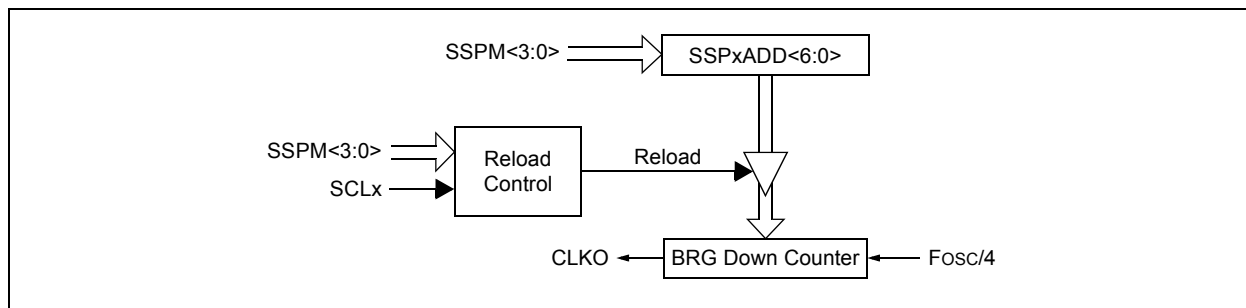 SSPM<3:0>
SSPxADD<6:0>
SSPM<3:0>
SCLx
Reload
Control
Reload
CLKO
BRG Down Counter
FOSC/4